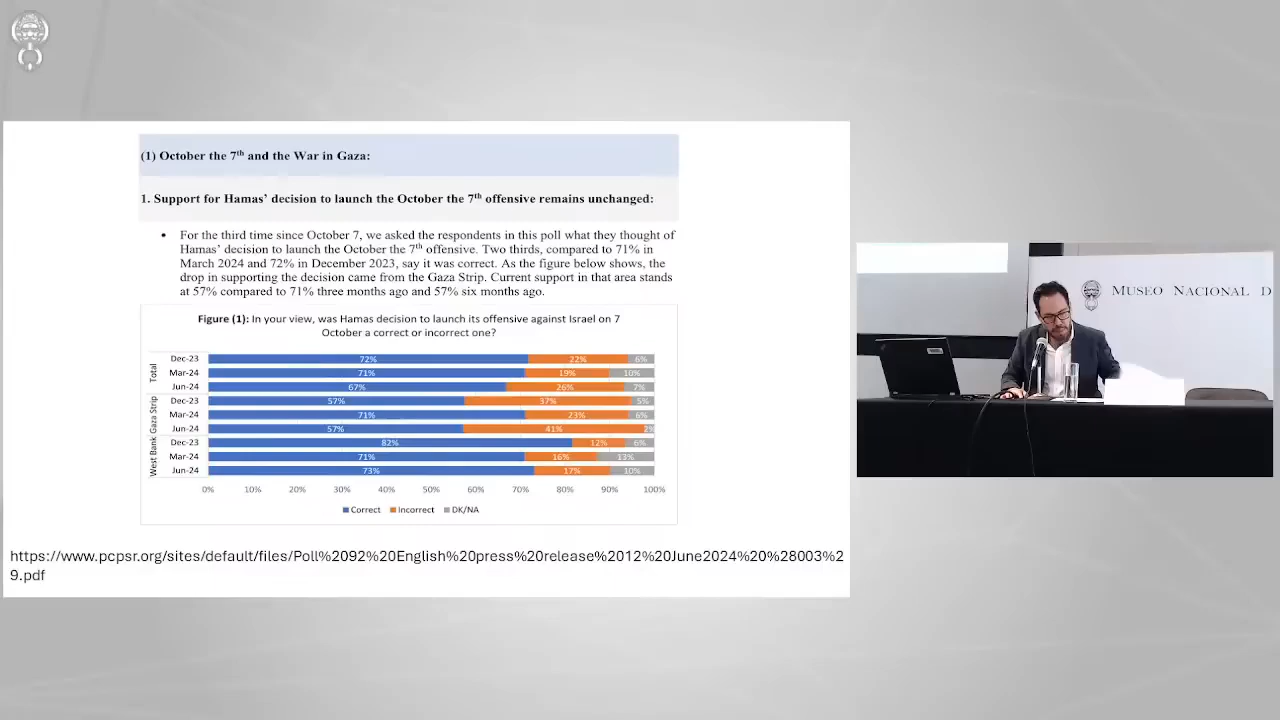 (1) October the 7th and the War in Gaza:
1. Support for Hamas’ decision to launch the October the 7th offensive remains unchanged:
• For the third time since October 7, we asked the respondents in this poll what they thought of
Hamas’ decision to launch the October the 7th offensive. Two thirds, compared to 71% in
March 2024 and 72% in December 2023, say it was correct. As the figure below shows, the
drop in supporting the decision came from the Gaza Strip. Current support in that area stands
at 57% compared to 71% three months ago and 57% six months ago.
Figure (1): In your view, was Hamas decision to launch its offensive against Israel on 7
October a correct or incorrect one?
Total
Dec-23 72% 22% 6%
Mar-24 71% 19% 10%
Jun-24 67% 26% 7%
Gaza Strip
Dec-23 57% 37% 5%
Mar-24 71% 23% 6%
Jun-24 57% 41% 2%
West Bank
Dec-23 82% 12% 6%
Mar-24 71% 16% 13%
Jun-24 73% 17% 10%
0% 10% 20% 30% 40% 50% 60% 70% 80% 90% 100%
Correct Incorrect DK/NA
https://www.pcpsr.org/sites/default/files/Poll%2092%20English%20press%20release%2012%20June2024%20%28003%2
9.pdf
MUSEO NACIONAL D